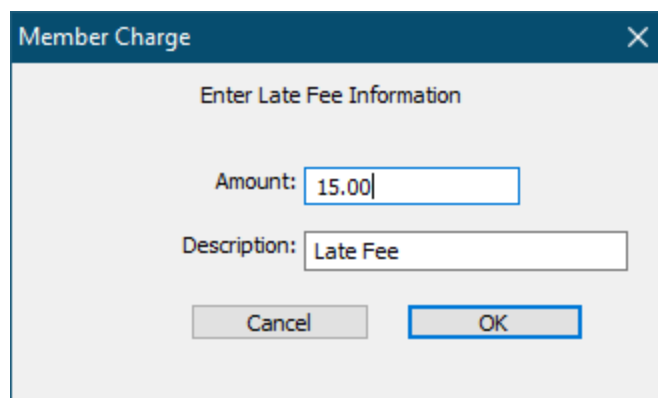 Member Charge
Enter Late Fee Information
Amount: 15.00
Description: Late Fee
Cancel OK